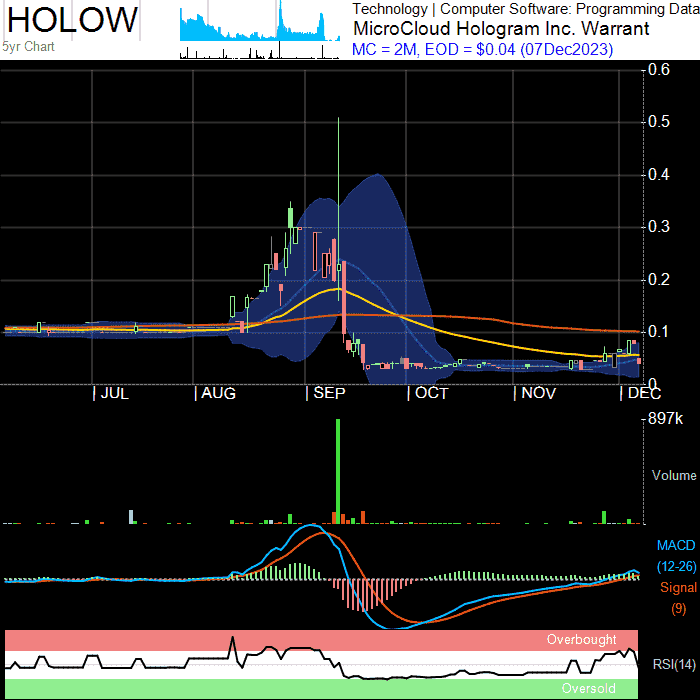 HOLOW
5yr Chart
Technology | Computer Software: Programming Data
MicroCloud Hologram Inc. Warrant
MC = 2M, EOD = $0.04 (07Dec2023)
0.6
0.5
0.4
0.3
0.2
0.1
0
| JUL | AUG | SEP | OCT | NOV | DEC
897k
Volume
MACD
(12-26)
Signal
(9)
Overbought
RSI(14)
Oversold